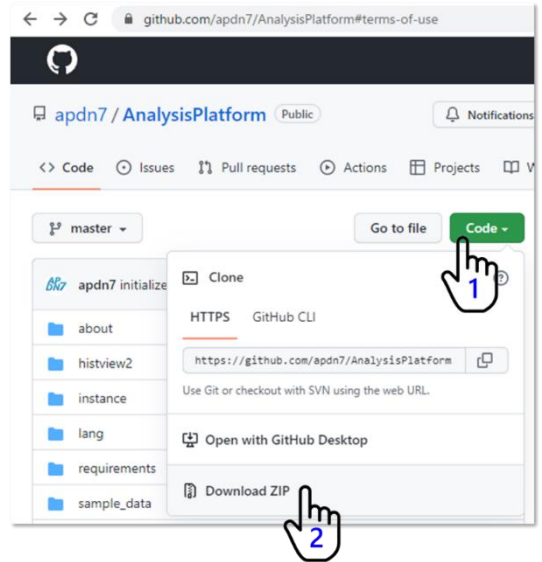 github.com/apdn7/AnalysisPlatform#terms-of-use
apdn7 / AnalysisPlatform Public
Notifications
<> Code Issues Pull requests Actions Projects
master Go to file Code
1
Clone
AP+DN7 apdn7 initialize
HTTPS GitHub CLI
about
https://github.com/apdn7/AnalysisPlatform
histview2
Use Git or checkout with SVN using the web URL.
instance
lang
Open with GitHub Desktop
requirements
Download ZIP
sample_data
2